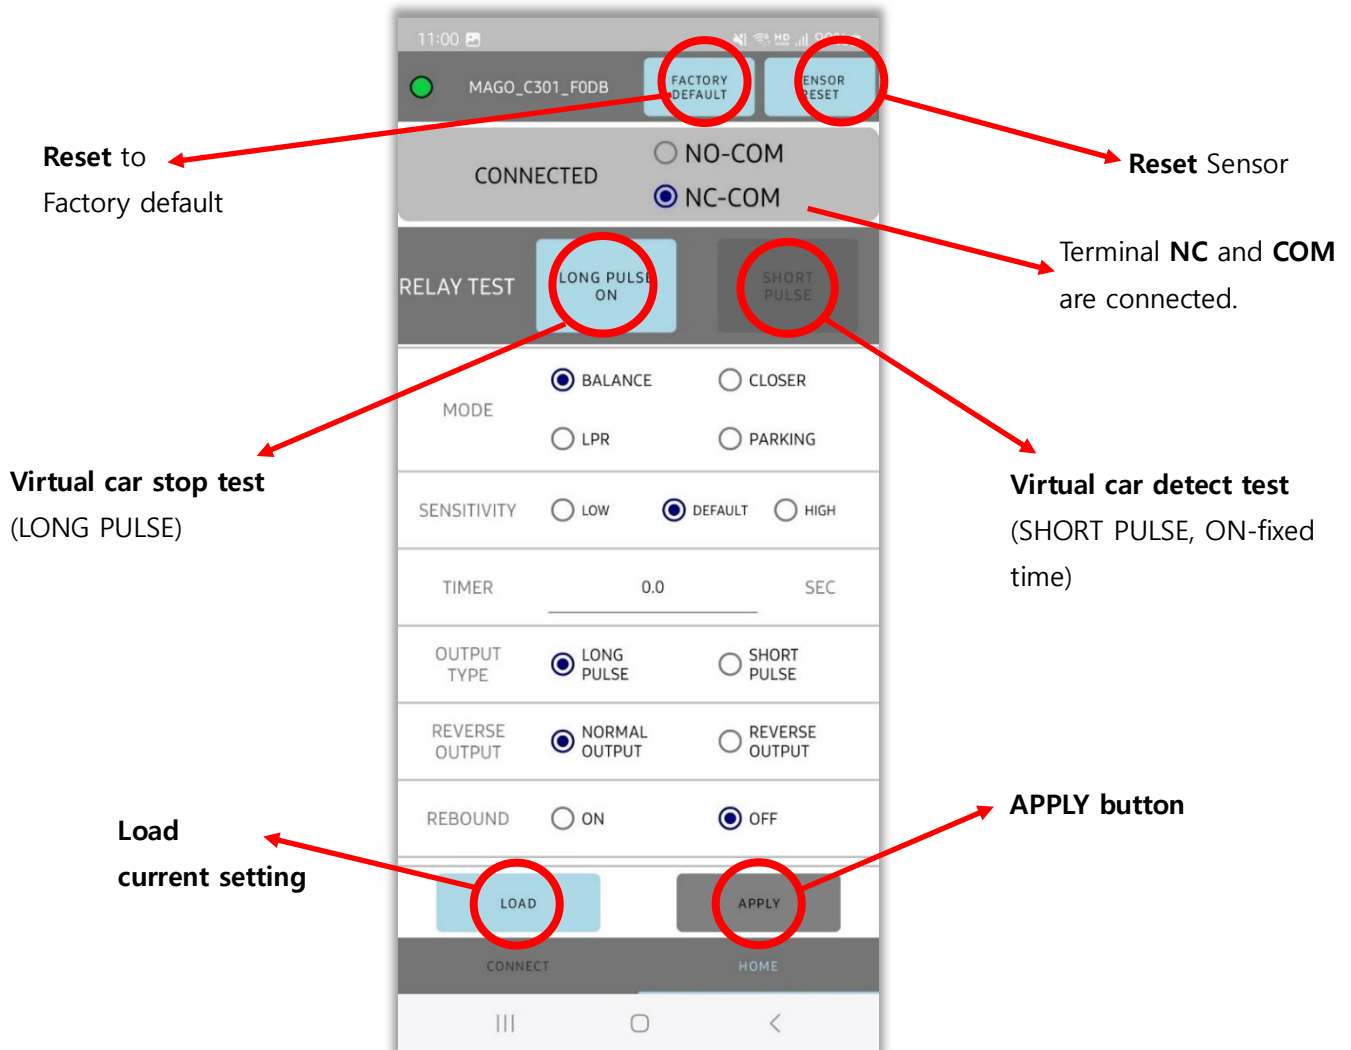 11:00
MAGO_C301_F0DB
FACTORY
DEFAULT
SENSOR
RESET
Reset to
Factory default
CONNECTED
NO-COM
NC-COM
Reset Sensor
Terminal NC and COM
are connected.
RELAY TEST
LONG PULSE
ON
SHORT
PULSE
MODE
BALANCE
CLOSER
LPR
PARKING
Virtual car stop test
(LONG PULSE)
Virtual car detect test
(SHORT PULSE, ON-fixed
time)
SENSITIVITY
LOW
DEFAULT
HIGH
TIMER
0.0
SEC
OUTPUT
TYPE
LONG
PULSE
SHORT
PULSE
REVERSE
OUTPUT
NORMAL
OUTPUT
REVERSE
OUTPUT
REBOUND
ON
OFF
Load
current setting
APPLY button
LOAD
APPLY
CONNECT
HOME